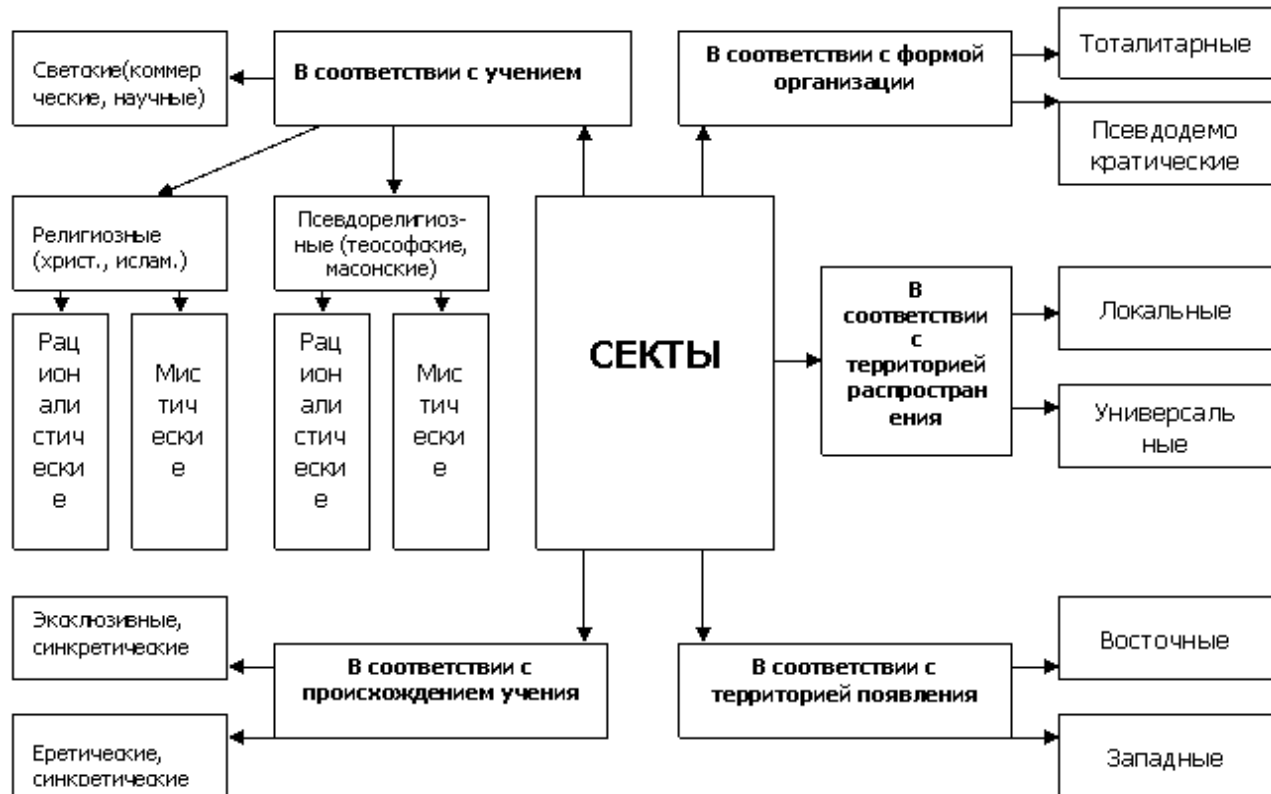 Светские(коммер
ческие, научные)
В соответствии с учением
В соответствии с формой
организации
Тоталитарные
Псевдодемо
кратические
Религиозные
(христ., ислам.)
Псевдорелигиоз-
ные (теософские,
масонские)
Рац
ион
али
стич
ески
е
Мис
тич
ески
е
Рац
ион
али
стич
ески
е
Мис
тич
ески
е
СЕКТЫ
В
соответствии
с
территорией
распростран
ения
Локальные
Универсаль
ные
Эксклюзивные,
синкретические
Еретические,
синкретические
В соответствии с
происхождением учения
В соответствии с
территорией появления
Восточные
Западные